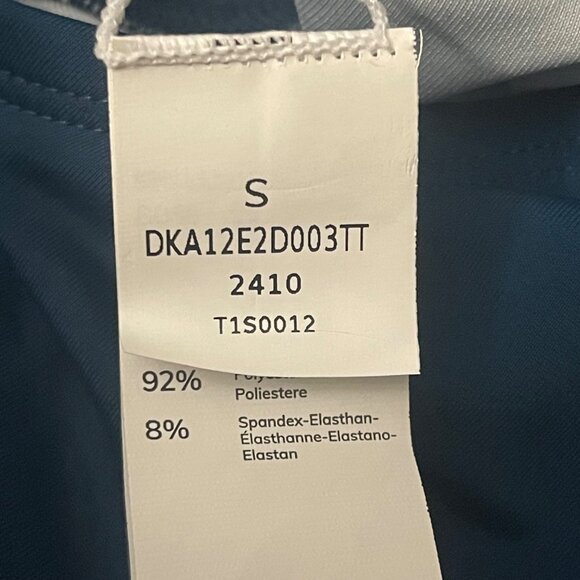 S
DKA12E2D003TT
2410
T1S0012
92%
Poliestere
8%
Spandex-Elasthan-
Élasthanne-Elastano-
Elastan